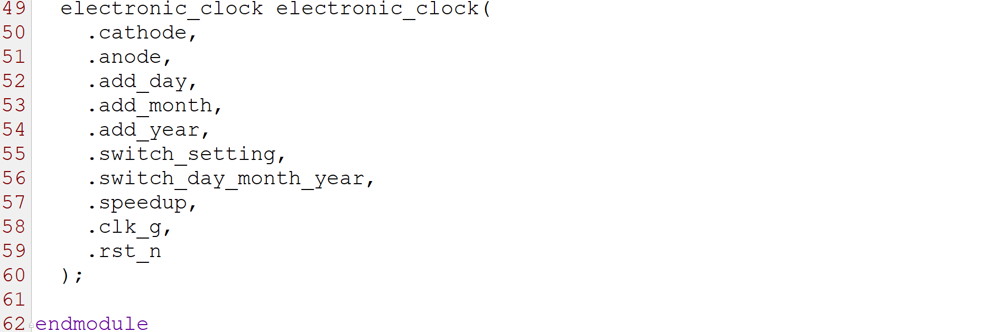 49 electronic_clock electronic_clock(
50 .cathode,
51 .anode,
52 .add_day,
53 .add_month,
54 .add_year,
55 .switch_setting,
56 .switch_day_month_year,
57 .speedup,
58 .clk_g,
59 .rst_n
60 );
61
62 endmodule